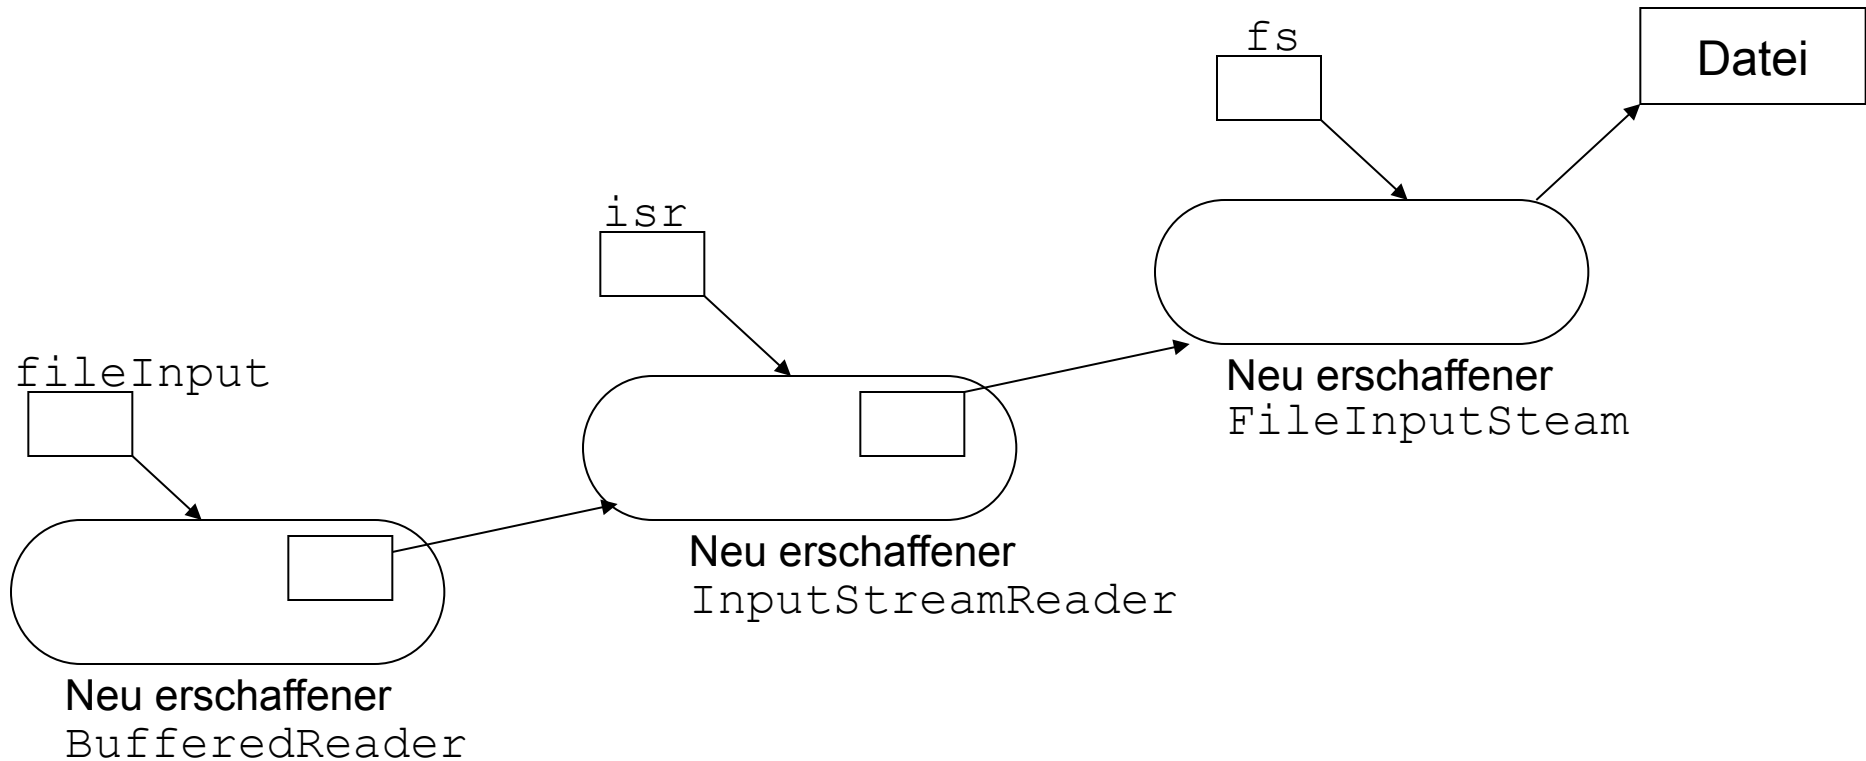 fs
Datei
isr
fileInput
Neu erschaffener
FileInputSteam
Neu erschaffener
InputStreamReader
Neu erschaffener
BufferedReader